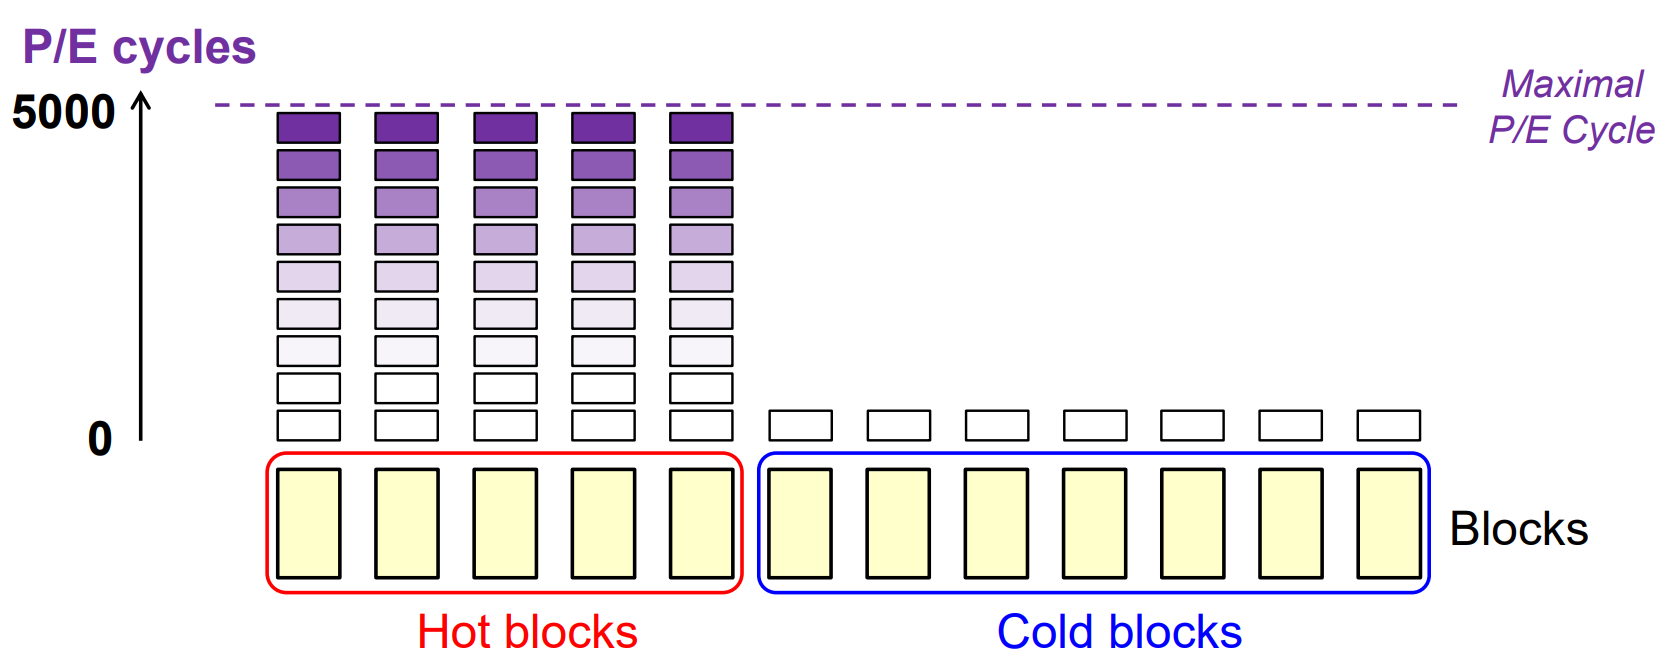 P/E cycles
5000
Maximal
P/E Cycle
0
Blocks
Hot blocks
Cold blocks